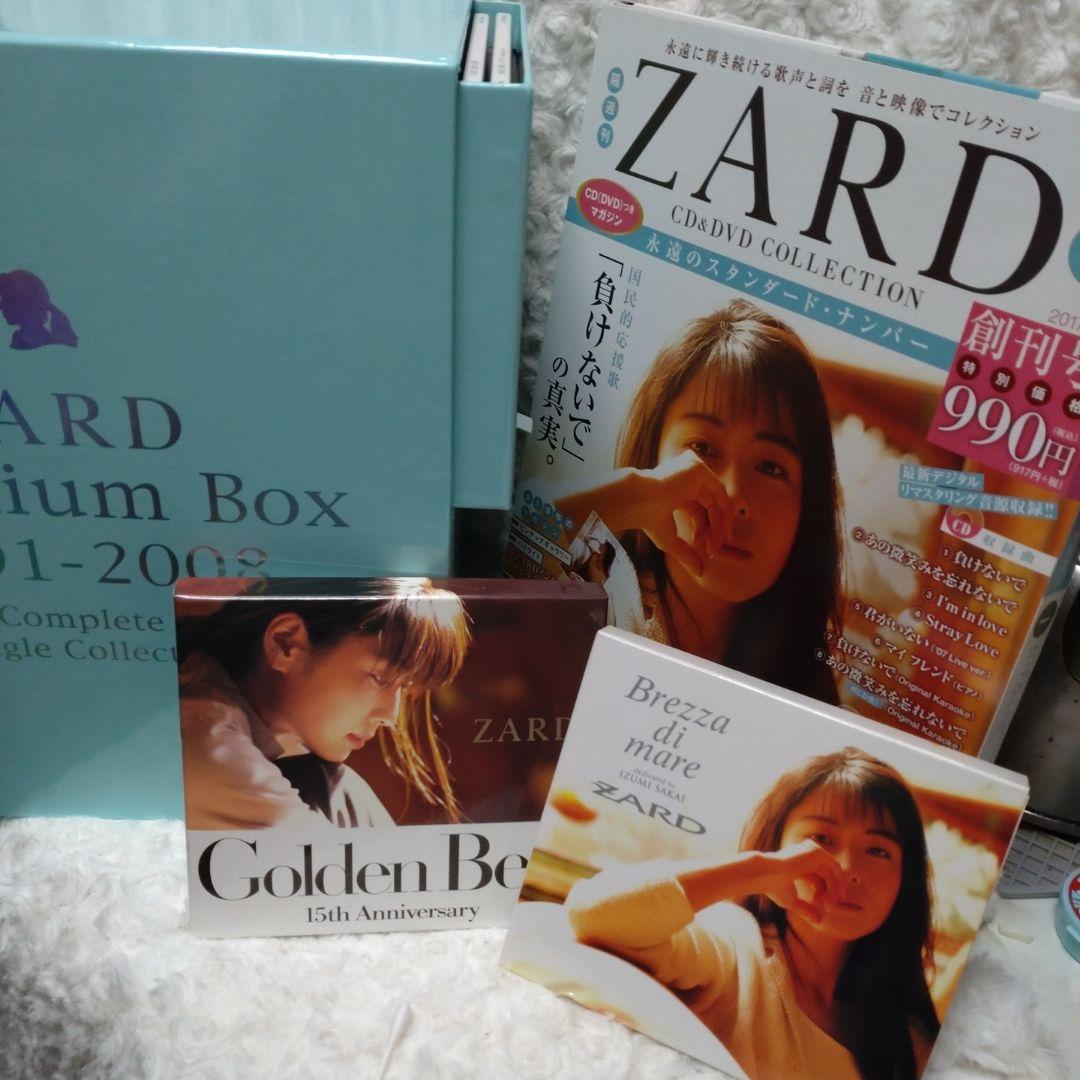 ARD
ium Box
91-2008
Complete
gle Collect
永遠に輝き続ける歌声と詞を 音と映像でコレクション
隔週刊
ZARD
CD(DVD)つき
マガジン
CD&DVD COLLECTION
永遠のスタンダード・ナンバー
国民的応援歌
「負けないで」
の真実。
201
創刊号
特別価格
990円
(税込)
(917円+税)
最新デジタル
リマスタリング音源収録!!
CD 収録曲
① 負けないで
② あの微笑みを忘れないで
③ I'm in love
④ Stray Love
⑤ 君がいない ('07 Live ver.)
⑥ マイ フレンド (ピアノ)
⑦ 負けないで (Original Karaoke)
⑧ あの微笑みを忘れないで
(Original Karaoke)
ZARD
Golden Be
15th Anniversary
Brezza
di
mare
dedicated to
IZUMI SAKAI
ZARD